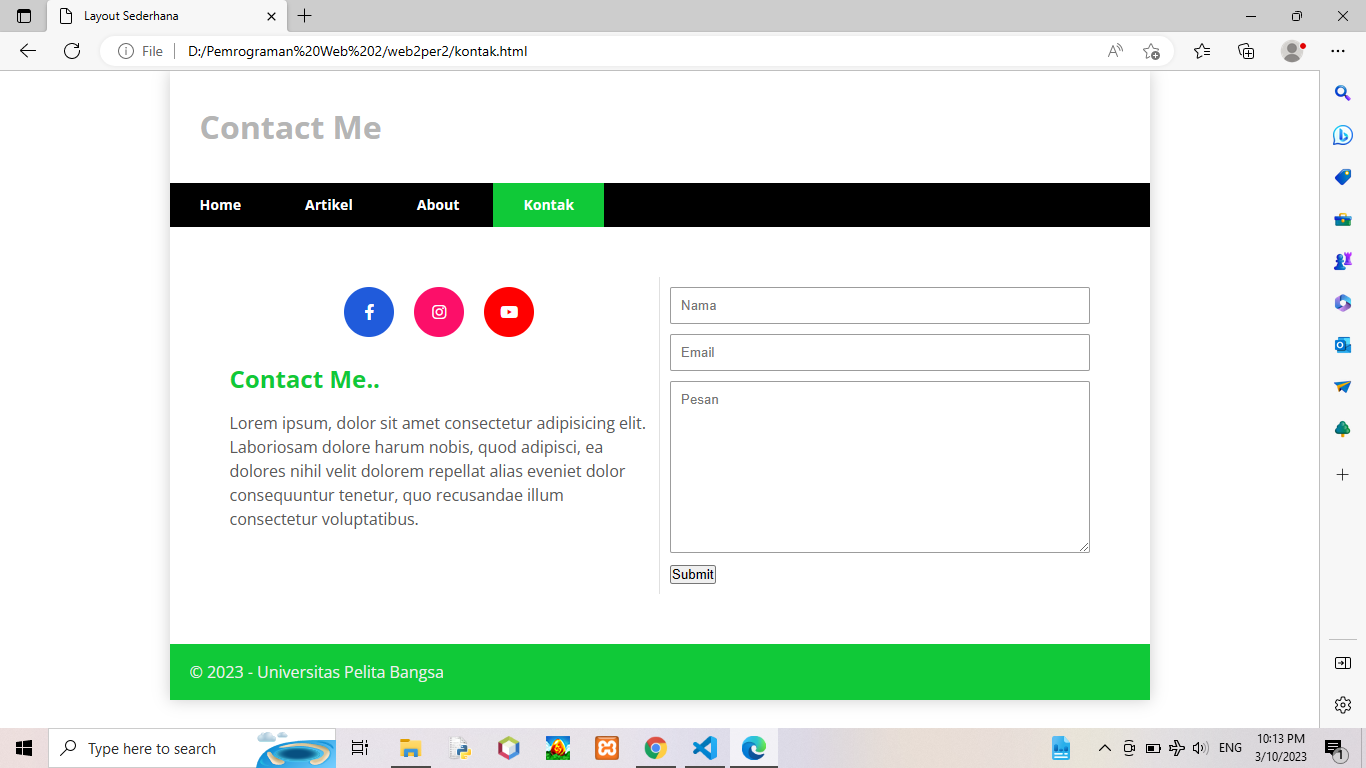 Layout Sederhana
File
D:/Pemrograman%20Web%202/web2per2/kontak.html
Contact Me
Home Artikel About Kontak
Contact Me..
Lorem ipsum, dolor sit amet consectetur adipisicing elit.
Laboriosam dolore harum nobis, quod adipisci, ea
dolores nihil velit dolorem repellat alias eveniet dolor
consequuntur tenetur, quo recusandae illum
consectetur voluptatibus.
Nama
Email
Pesan
Submit
© 2023 - Universitas Pelita Bangsa
Type here to search
ENG
10:13 PM
3/10/2023
1